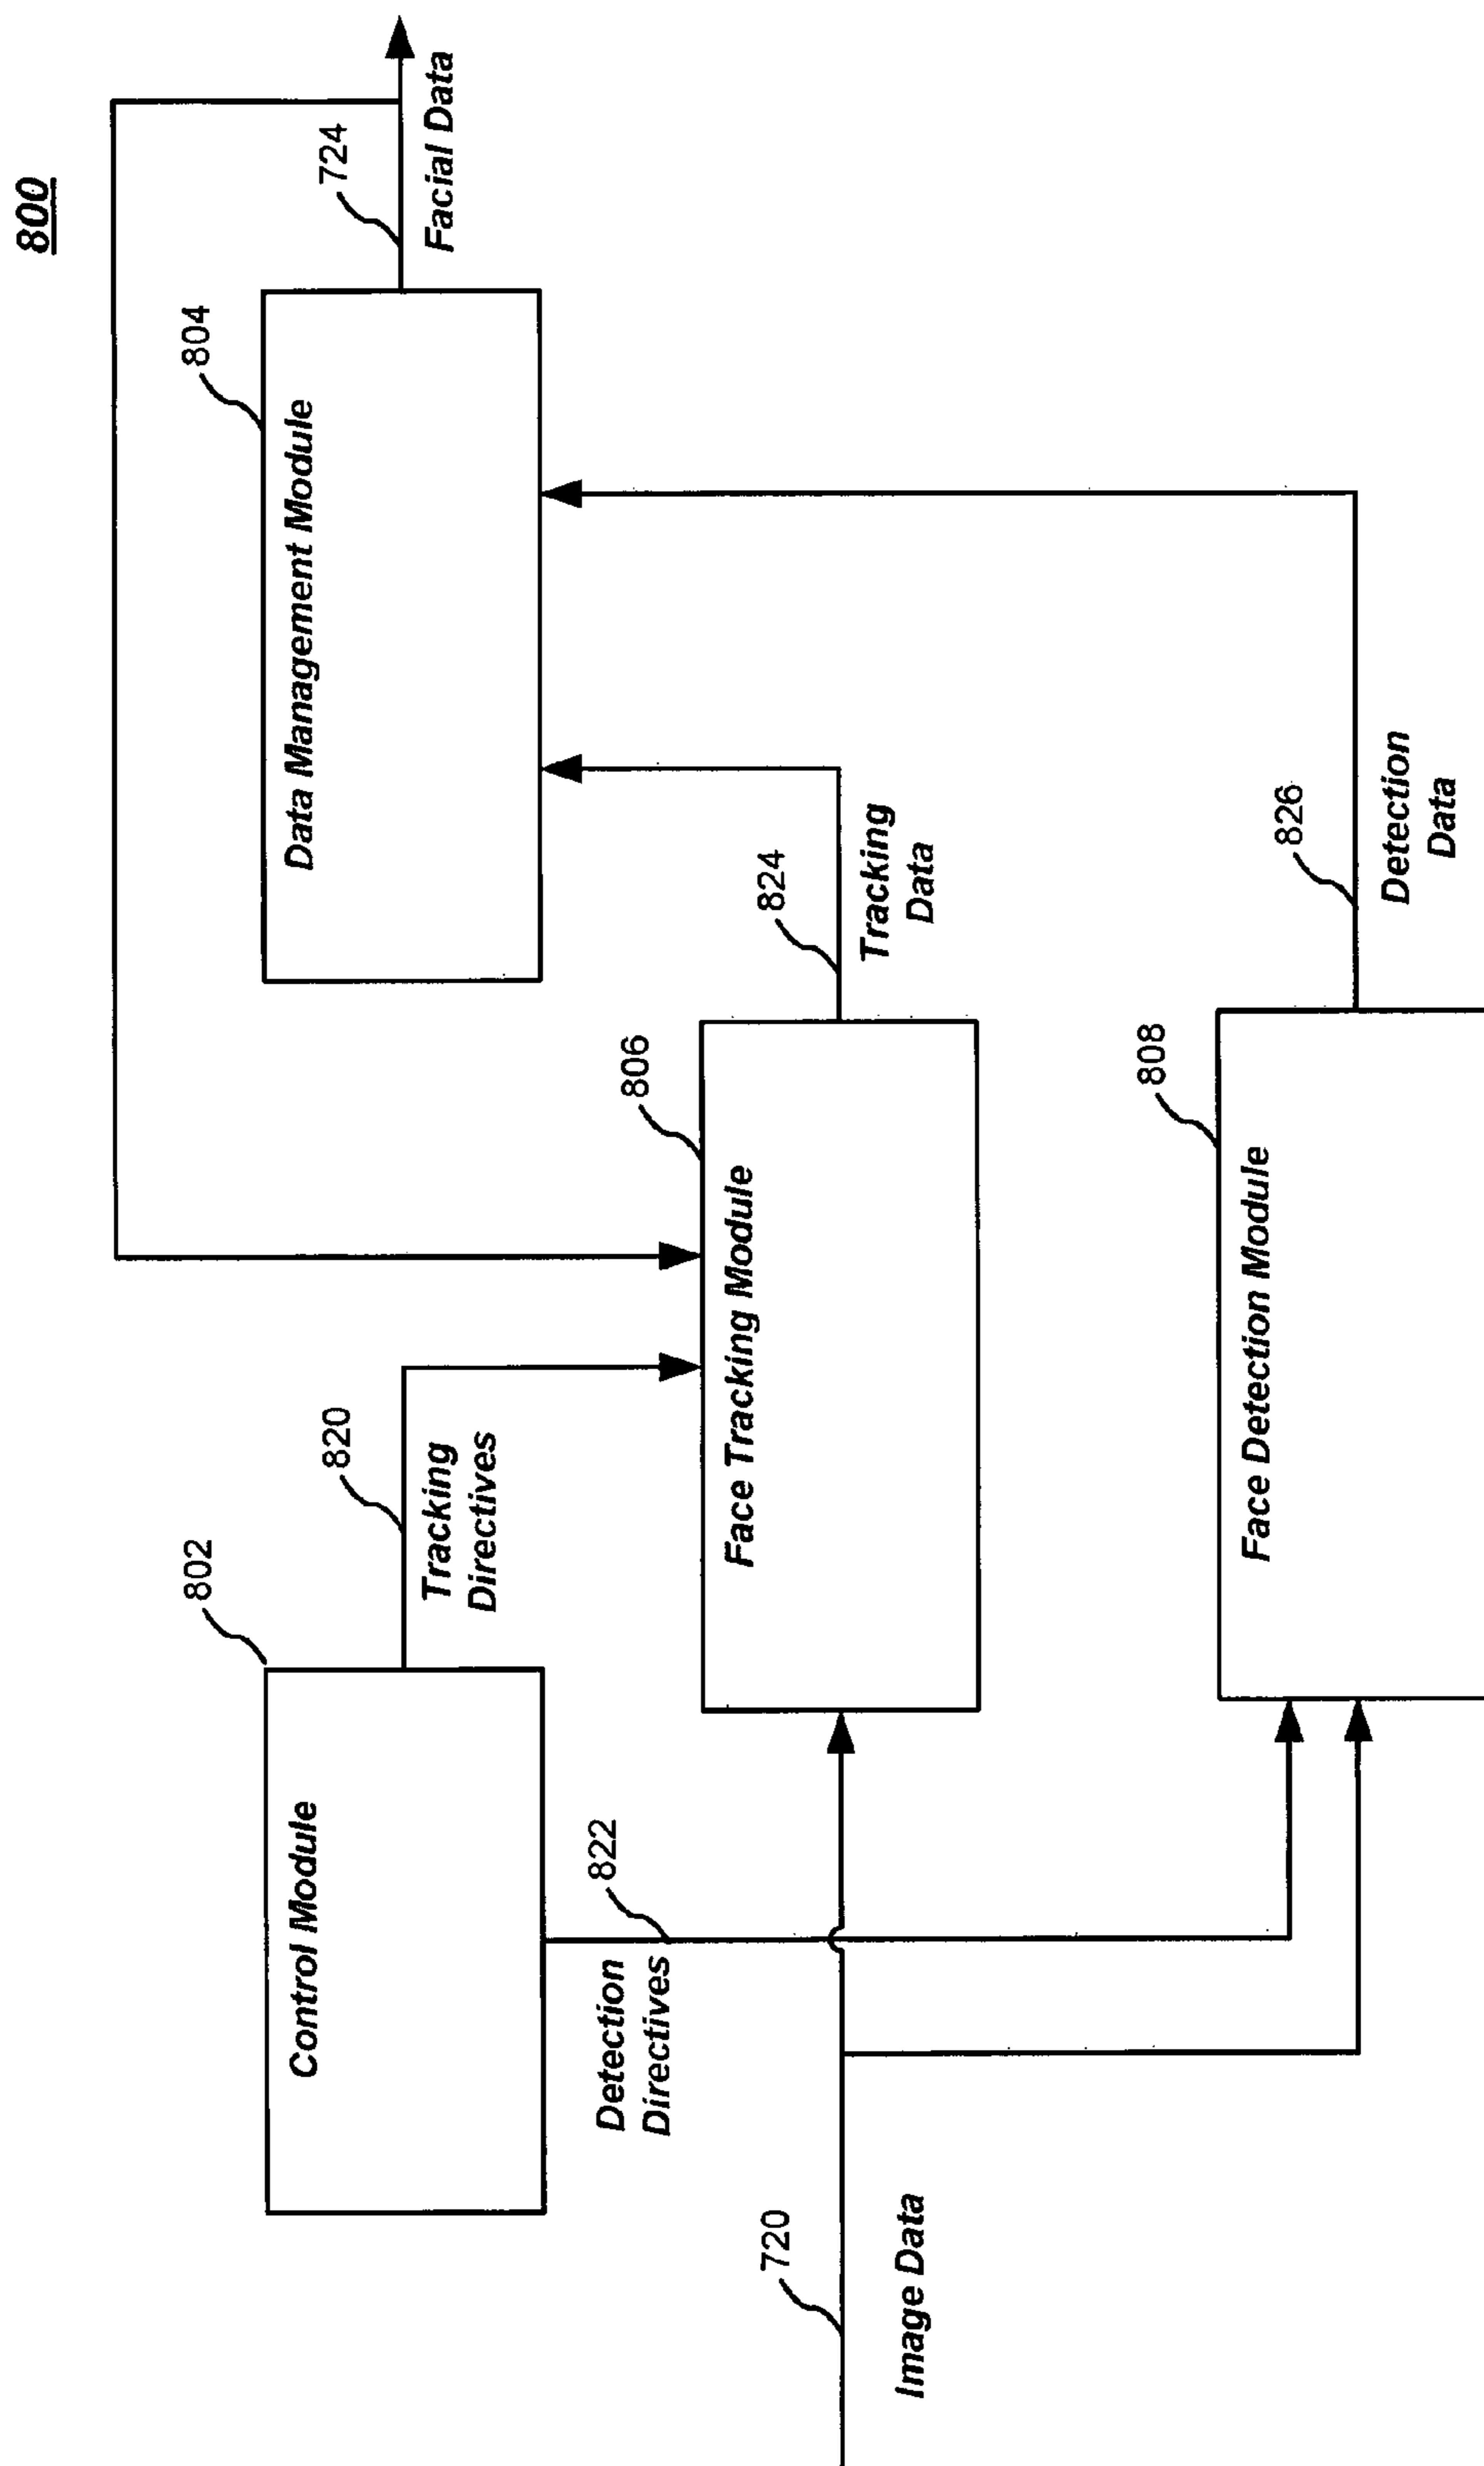 800
802
Control Module
820
Tracking
Directives
804
Data Management Module
724
Facial Data
822
Detection
Directives
806
Face Tracking Module
824
Tracking
Data
720
Image Data
808
Face Detection Module
826
Detection
Data